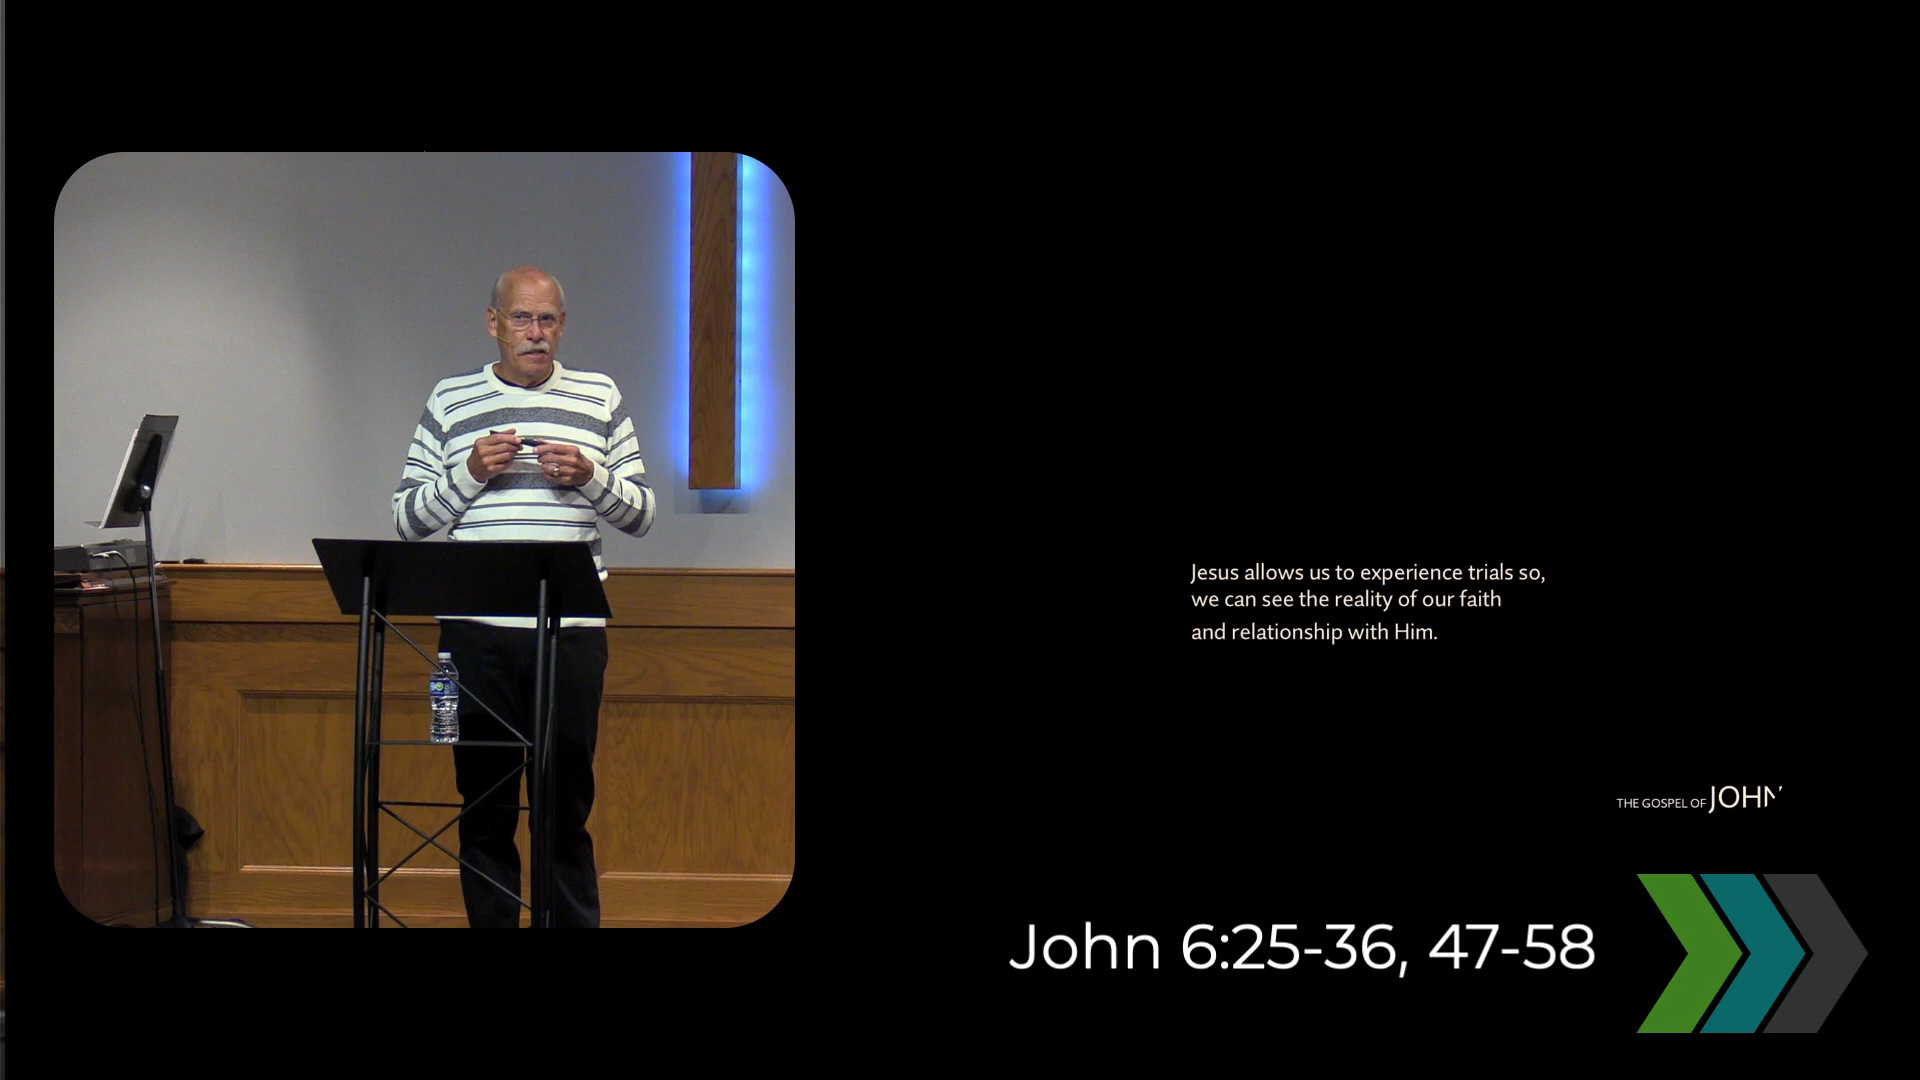 Jesus allows us to experience trials so,
we can see the reality of our faith
and relationship with Him.
THE GOSPEL OF JOHN
John 6:25-36, 47-58